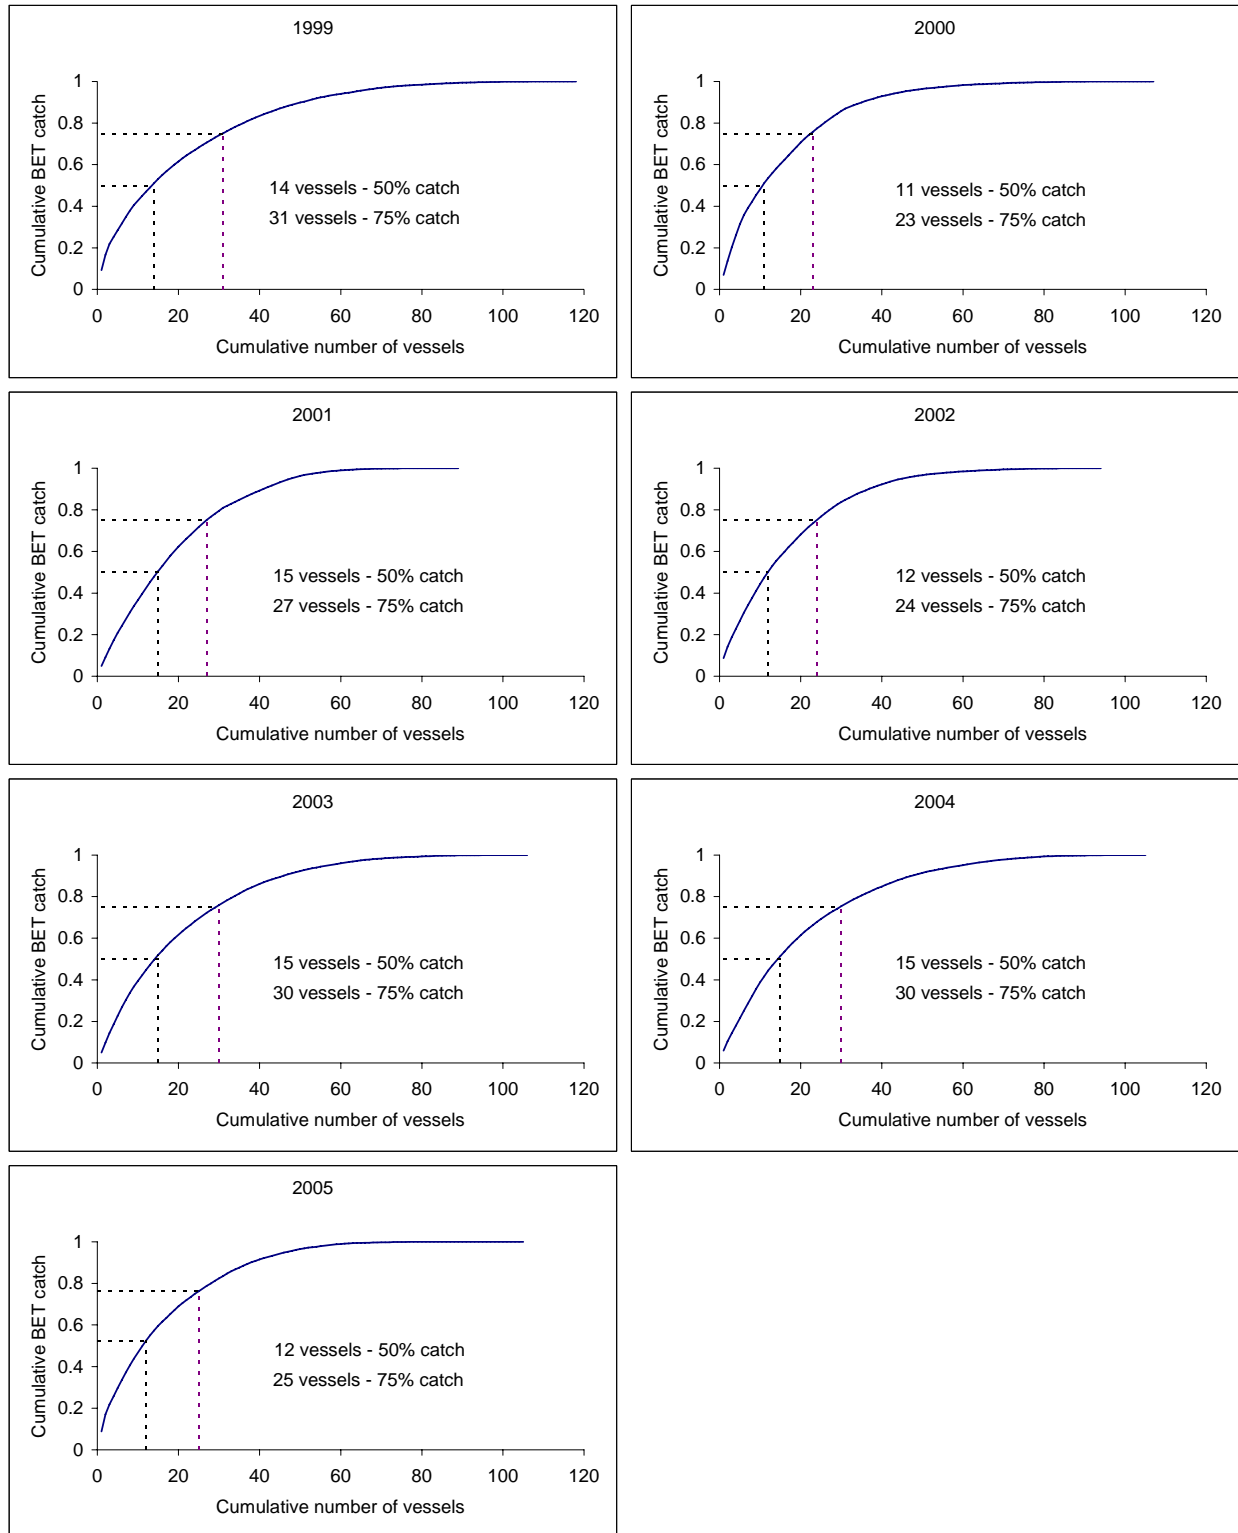 1999
Cumulative BET catch
1
0.8
0.6
0.4
0.2
0
14 vessels - 50% catch
31 vessels - 75% catch
0 20 40 60 80 100 120
Cumulative number of vessels
2000
Cumulative BET catch
1
0.8
0.6
0.4
0.2
0
11 vessels - 50% catch
23 vessels - 75% catch
0 20 40 60 80 100 120
Cumulative number of vessels
2001
Cumulative BET catch
1
0.8
0.6
0.4
0.2
0
15 vessels - 50% catch
27 vessels - 75% catch
0 20 40 60 80 100 120
Cumulative number of vessels
2002
Cumulative BET catch
1
0.8
0.6
0.4
0.2
0
12 vessels - 50% catch
24 vessels - 75% catch
0 20 40 60 80 100 120
Cumulative number of vessels
2003
Cumulative BET catch
1
0.8
0.6
0.4
0.2
0
15 vessels - 50% catch
30 vessels - 75% catch
0 20 40 60 80 100 120
Cumulative number of vessels
2004
Cumulative BET catch
1
0.8
0.6
0.4
0.2
0
15 vessels - 50% catch
30 vessels - 75% catch
0 20 40 60 80 100 120
Cumulative number of vessels
2005
Cumulative BET catch
1
0.8
0.6
0.4
0.2
0
12 vessels - 50% catch
25 vessels - 75% catch
0 20 40 60 80 100 120
Cumulative number of vessels